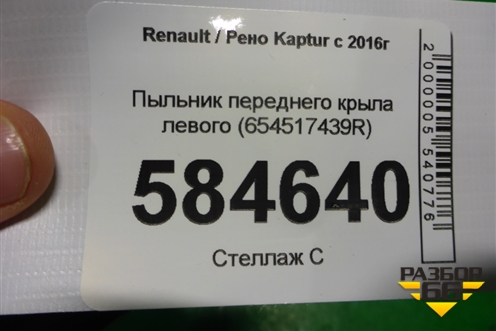 Renault / Рено Kaptur с 2016г
Пыльник переднего крыла
левого (654517439R)
584640
Стеллаж С
2000005540776
РАЗБОР
66